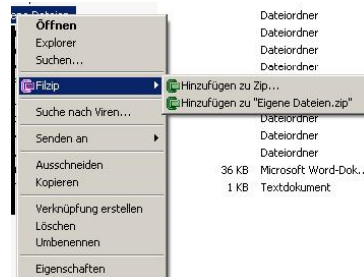 ene Dateien
Dateiordner
Öffnen
Dateiordner
Explorer
Dateiordner
Suchen...
Dateiordner
Filzip
Hinzufügen zu Zip...
Hinzufügen zu "Eigene Dateien.zip"
Suche nach Viren...
Dateiordner
Dateiordner
Senden an
Dateiordner
Ausschneiden
36 KB Microsoft Word-Dok...
Kopieren
1 KB Textdokument
Verknüpfung erstellen
Löschen
Umbenennen
Eigenschaften